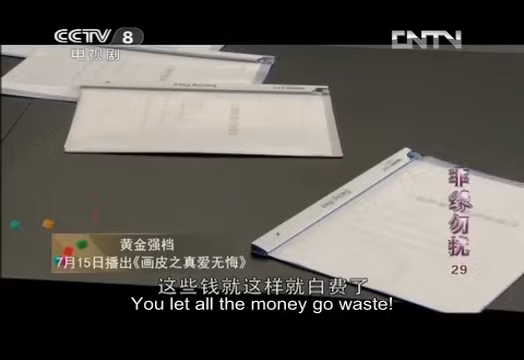 CCTV 8
电视剧
CNTV
非缘勿扰
29
黄金强档
7月15日播出《画皮之真爱无悔》
这些钱就这样就白费了
You let all the money go waste!